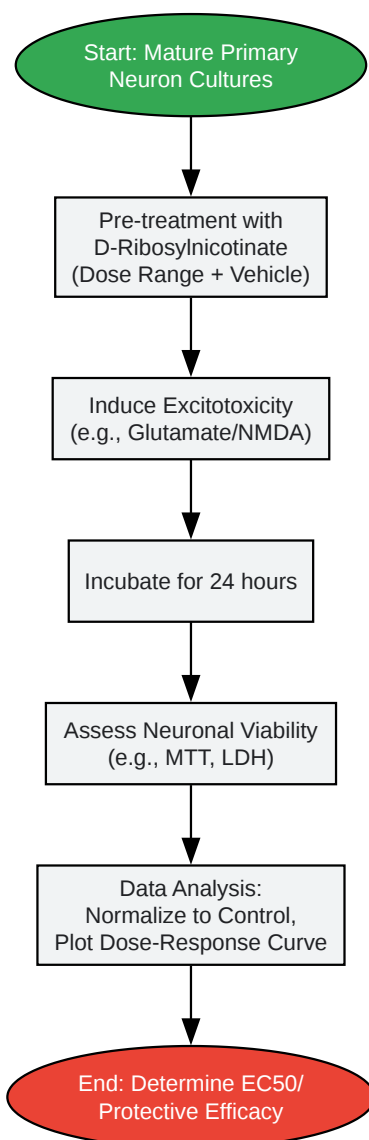 Start: Mature Primary
Neuron Cultures
Pre-treatment with
D-Ribosylnicotinate
(Dose Range + Vehicle)
Induce Excitotoxicity
(e.g., Glutamate/NMDA)
Incubate for 24 hours
Assess Neuronal Viability
(e.g., MTT, LDH)
Data Analysis:
Normalize to Control,
Plot Dose-Response Curve
End: Determine EC50/
Protective Efficacy